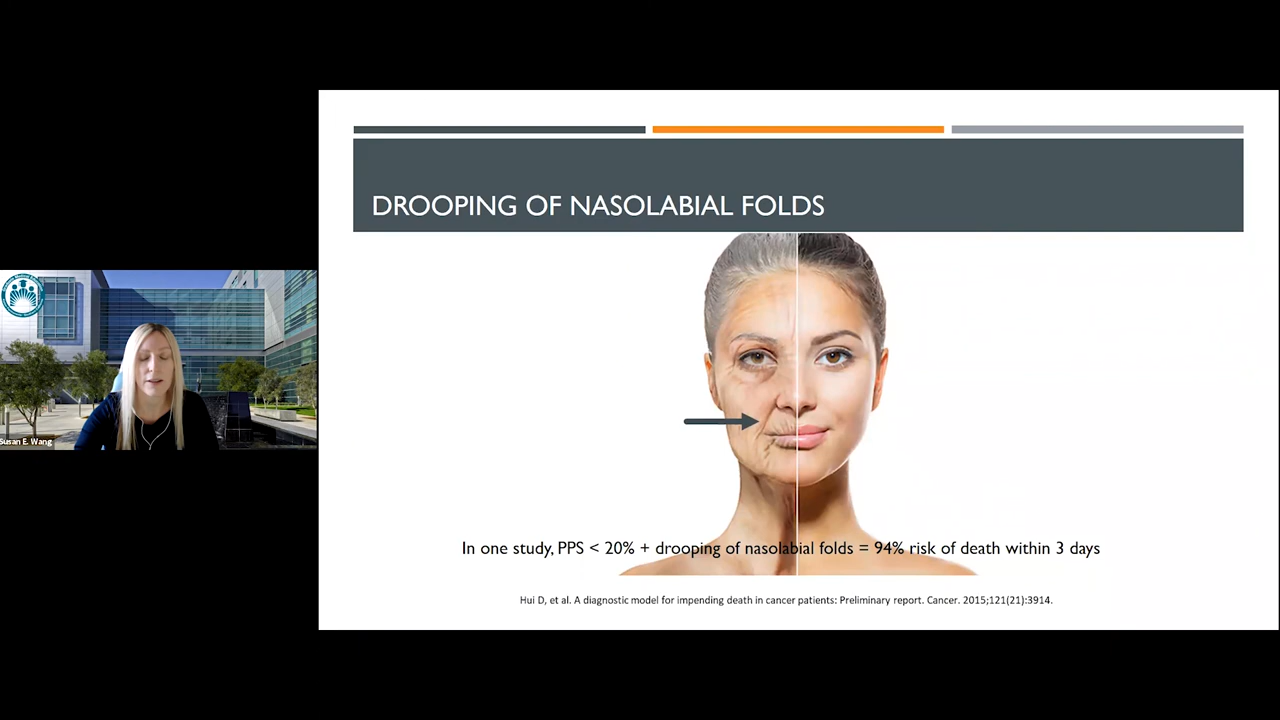 DROOPING OF NASOLABIAL FOLDS
Susan E. Wang
In one study, PPS < 20% + drooping of nasolabial folds = 94% risk of death within 3 days
Hui D, et al. A diagnostic model for impending death in cancer patients: Preliminary report. Cancer. 2015;121(21):3914.